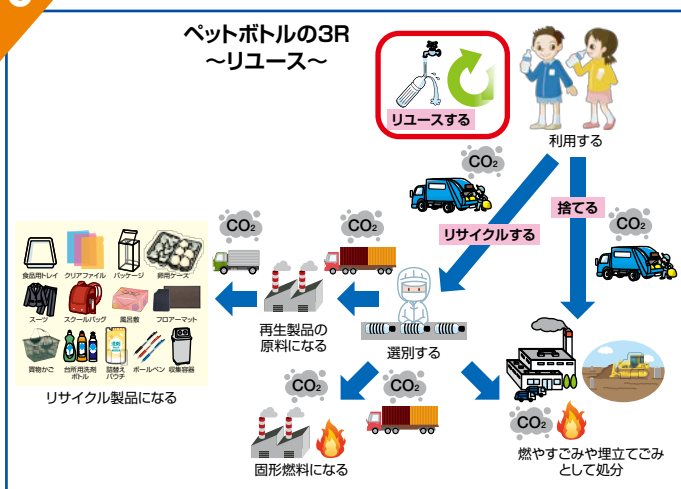 ペットボトルの3R
～リユース～
リユースする
利用する
CO2
捨てる
CO2
リサイクルする
CO2
CO2
食品用トレイ
クリアファイル
パッケージ
卵用ケース
スーツ
スクールバッグ
風呂敷
フロアーマット
買物かご
台所用洗剤
ボトル
詰替え
パウチ
ボールペン
収集容器
リサイクル製品になる
再生製品の
原料になる
選別する
CO2
CO2
CO2
固形燃料になる
燃やすごみや埋立てごみ
として処分